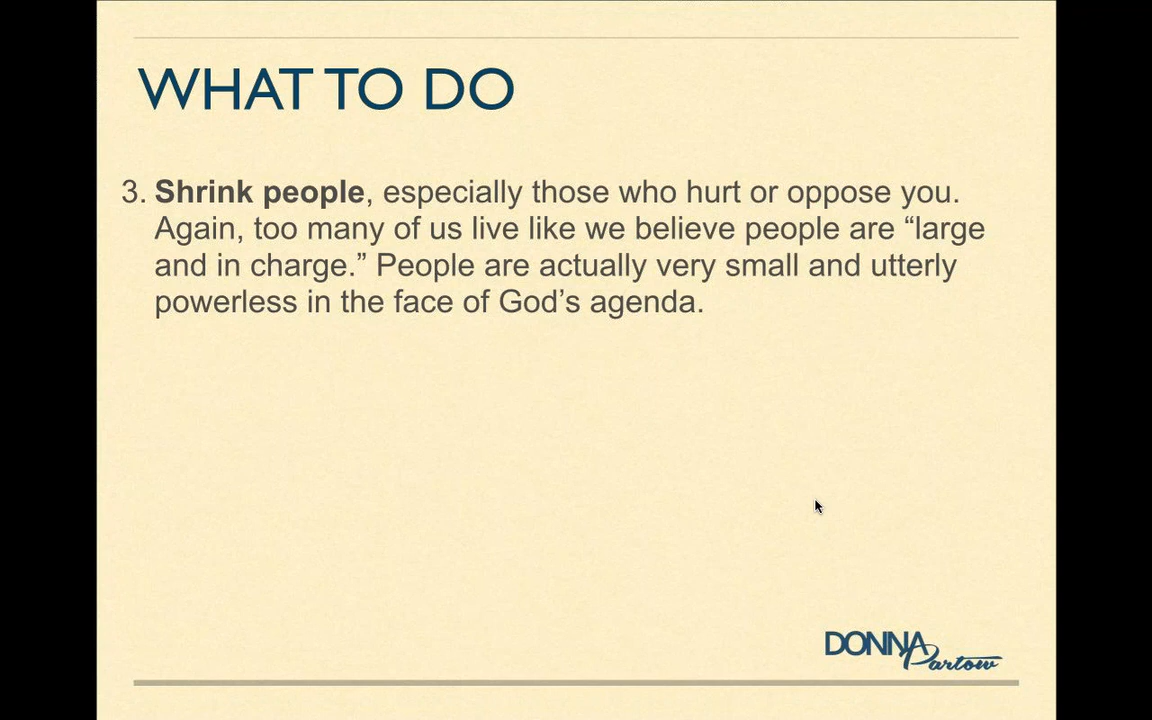 WHAT TO DO
3. Shrink people, especially those who hurt or oppose you.
Again, too many of us live like we believe people are “large
and in charge.” People are actually very small and utterly
powerless in the face of God’s agenda.
DONNA
Partow